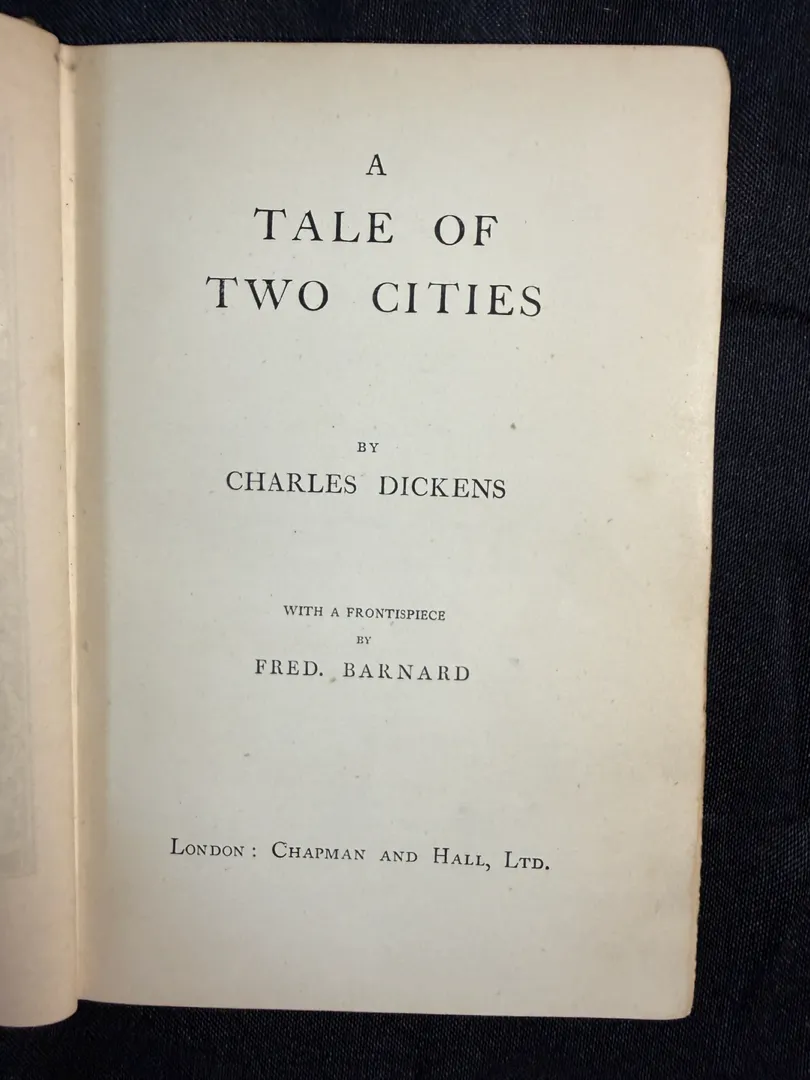 A
TALE OF
TWO CITIES
BY
CHARLES DICKENS
WITH A FRONTISPIECE
BY
FRED. BARNARD
LONDON: CHAPMAN AND HALL, LTD.